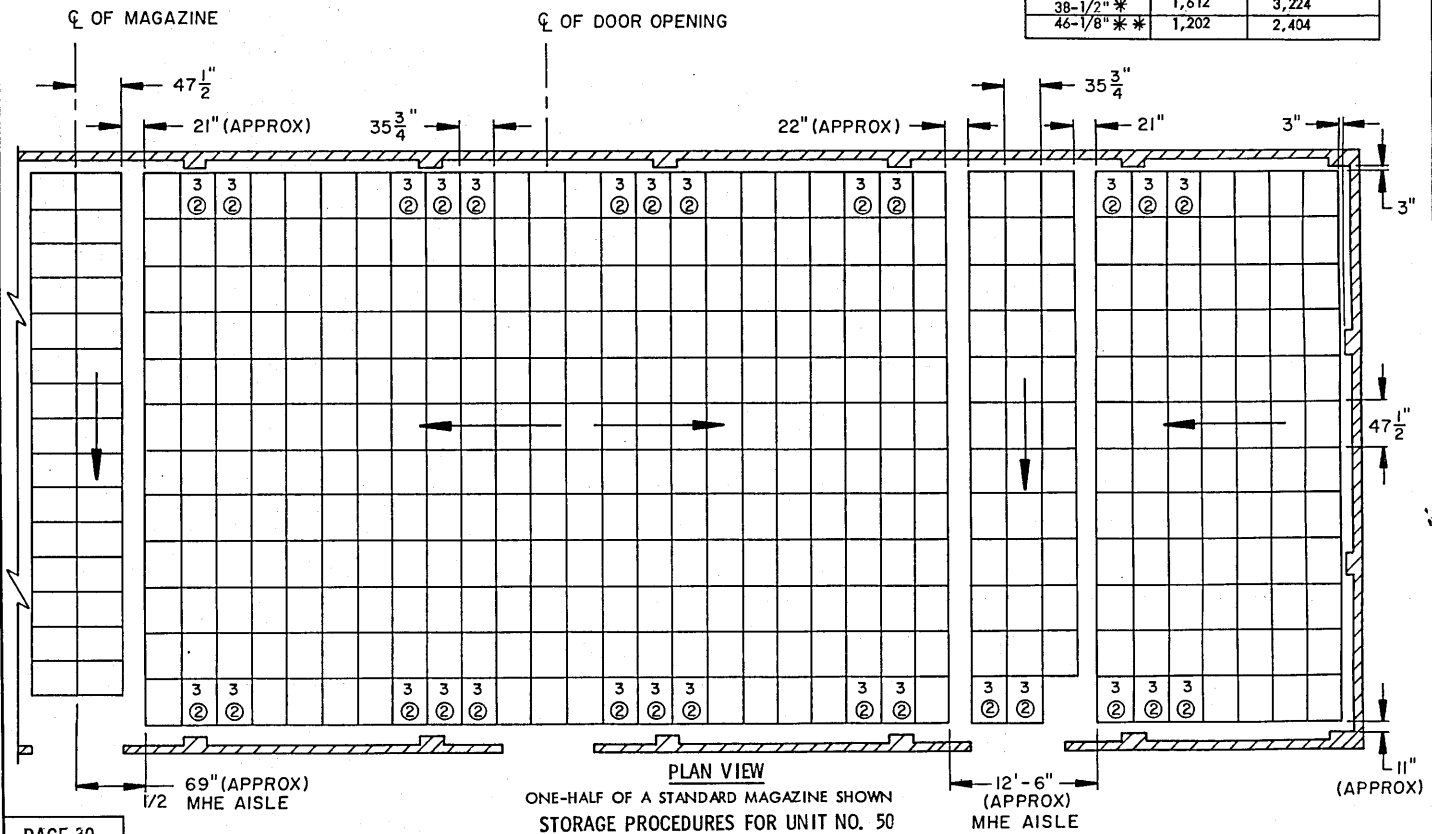 38-1/2" * 1,612 3,224
46-1/8" * * 1,202 2,404
℄ OF MAGAZINE
℄ OF DOOR OPENING
47 1/2"
35 3/4"
21" (APPROX)
35 3/4"
22" (APPROX)
21"
3"
3 3 3 3 3 3 3 3 3 3 3 3 3
② ② ② ② ② ② ② ② ② ② ② ② ②
3"
47 1/2"
3 3 3 3 3 3 3 3 3 3 3 3 3 3 3
② ② ② ② ② ② ② ② ② ② ② ② ② ② ②
69" (APPROX)
1/2 MHE AISLE
PLAN VIEW
ONE-HALF OF A STANDARD MAGAZINE SHOWN
STORAGE PROCEDURES FOR UNIT NO. 50
12'-6"
(APPROX)
MHE AISLE
11"
(APPROX)
PAGE 30